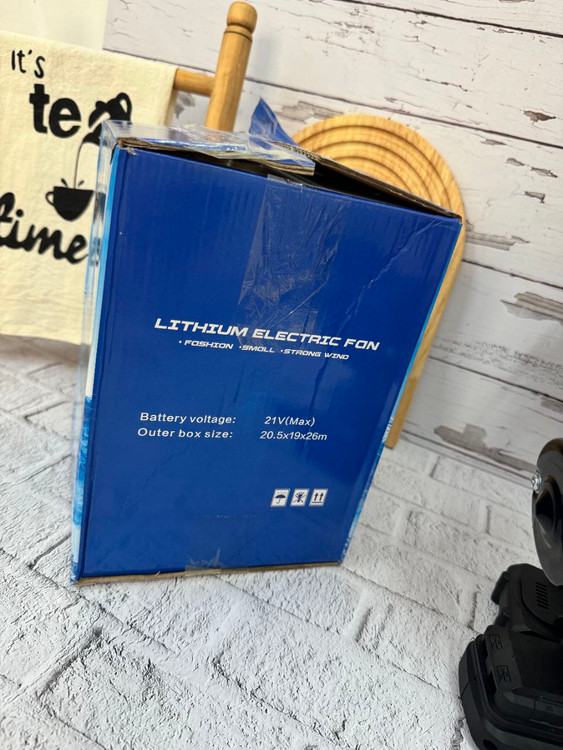 It's
tea
time
LITHIUM ELECTRIC FAN
·FASHION ·SMALL ·STRONG WIND
Battery voltage: 21V(Max)
Outer box size: 20.5x19x26m